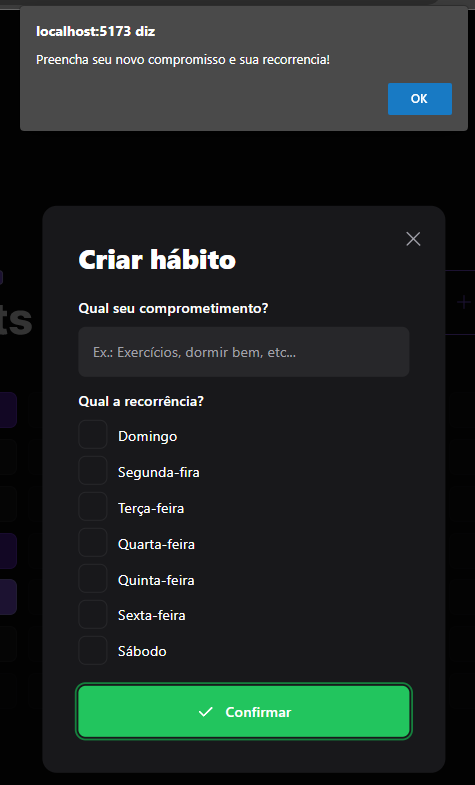 localhost:5173 diz
Preencha seu novo compromisso e sua recorrencia!
OK
Criar hábito
ts
+
Qual seu comprometimento?
Ex.: Exercícios, dormir bem, etc...
Qual a recorrência?
Domingo
Segunda-fira
Terça-feira
Quarta-feira
Quinta-feira
Sexta-feira
Sábodo
Confirmar